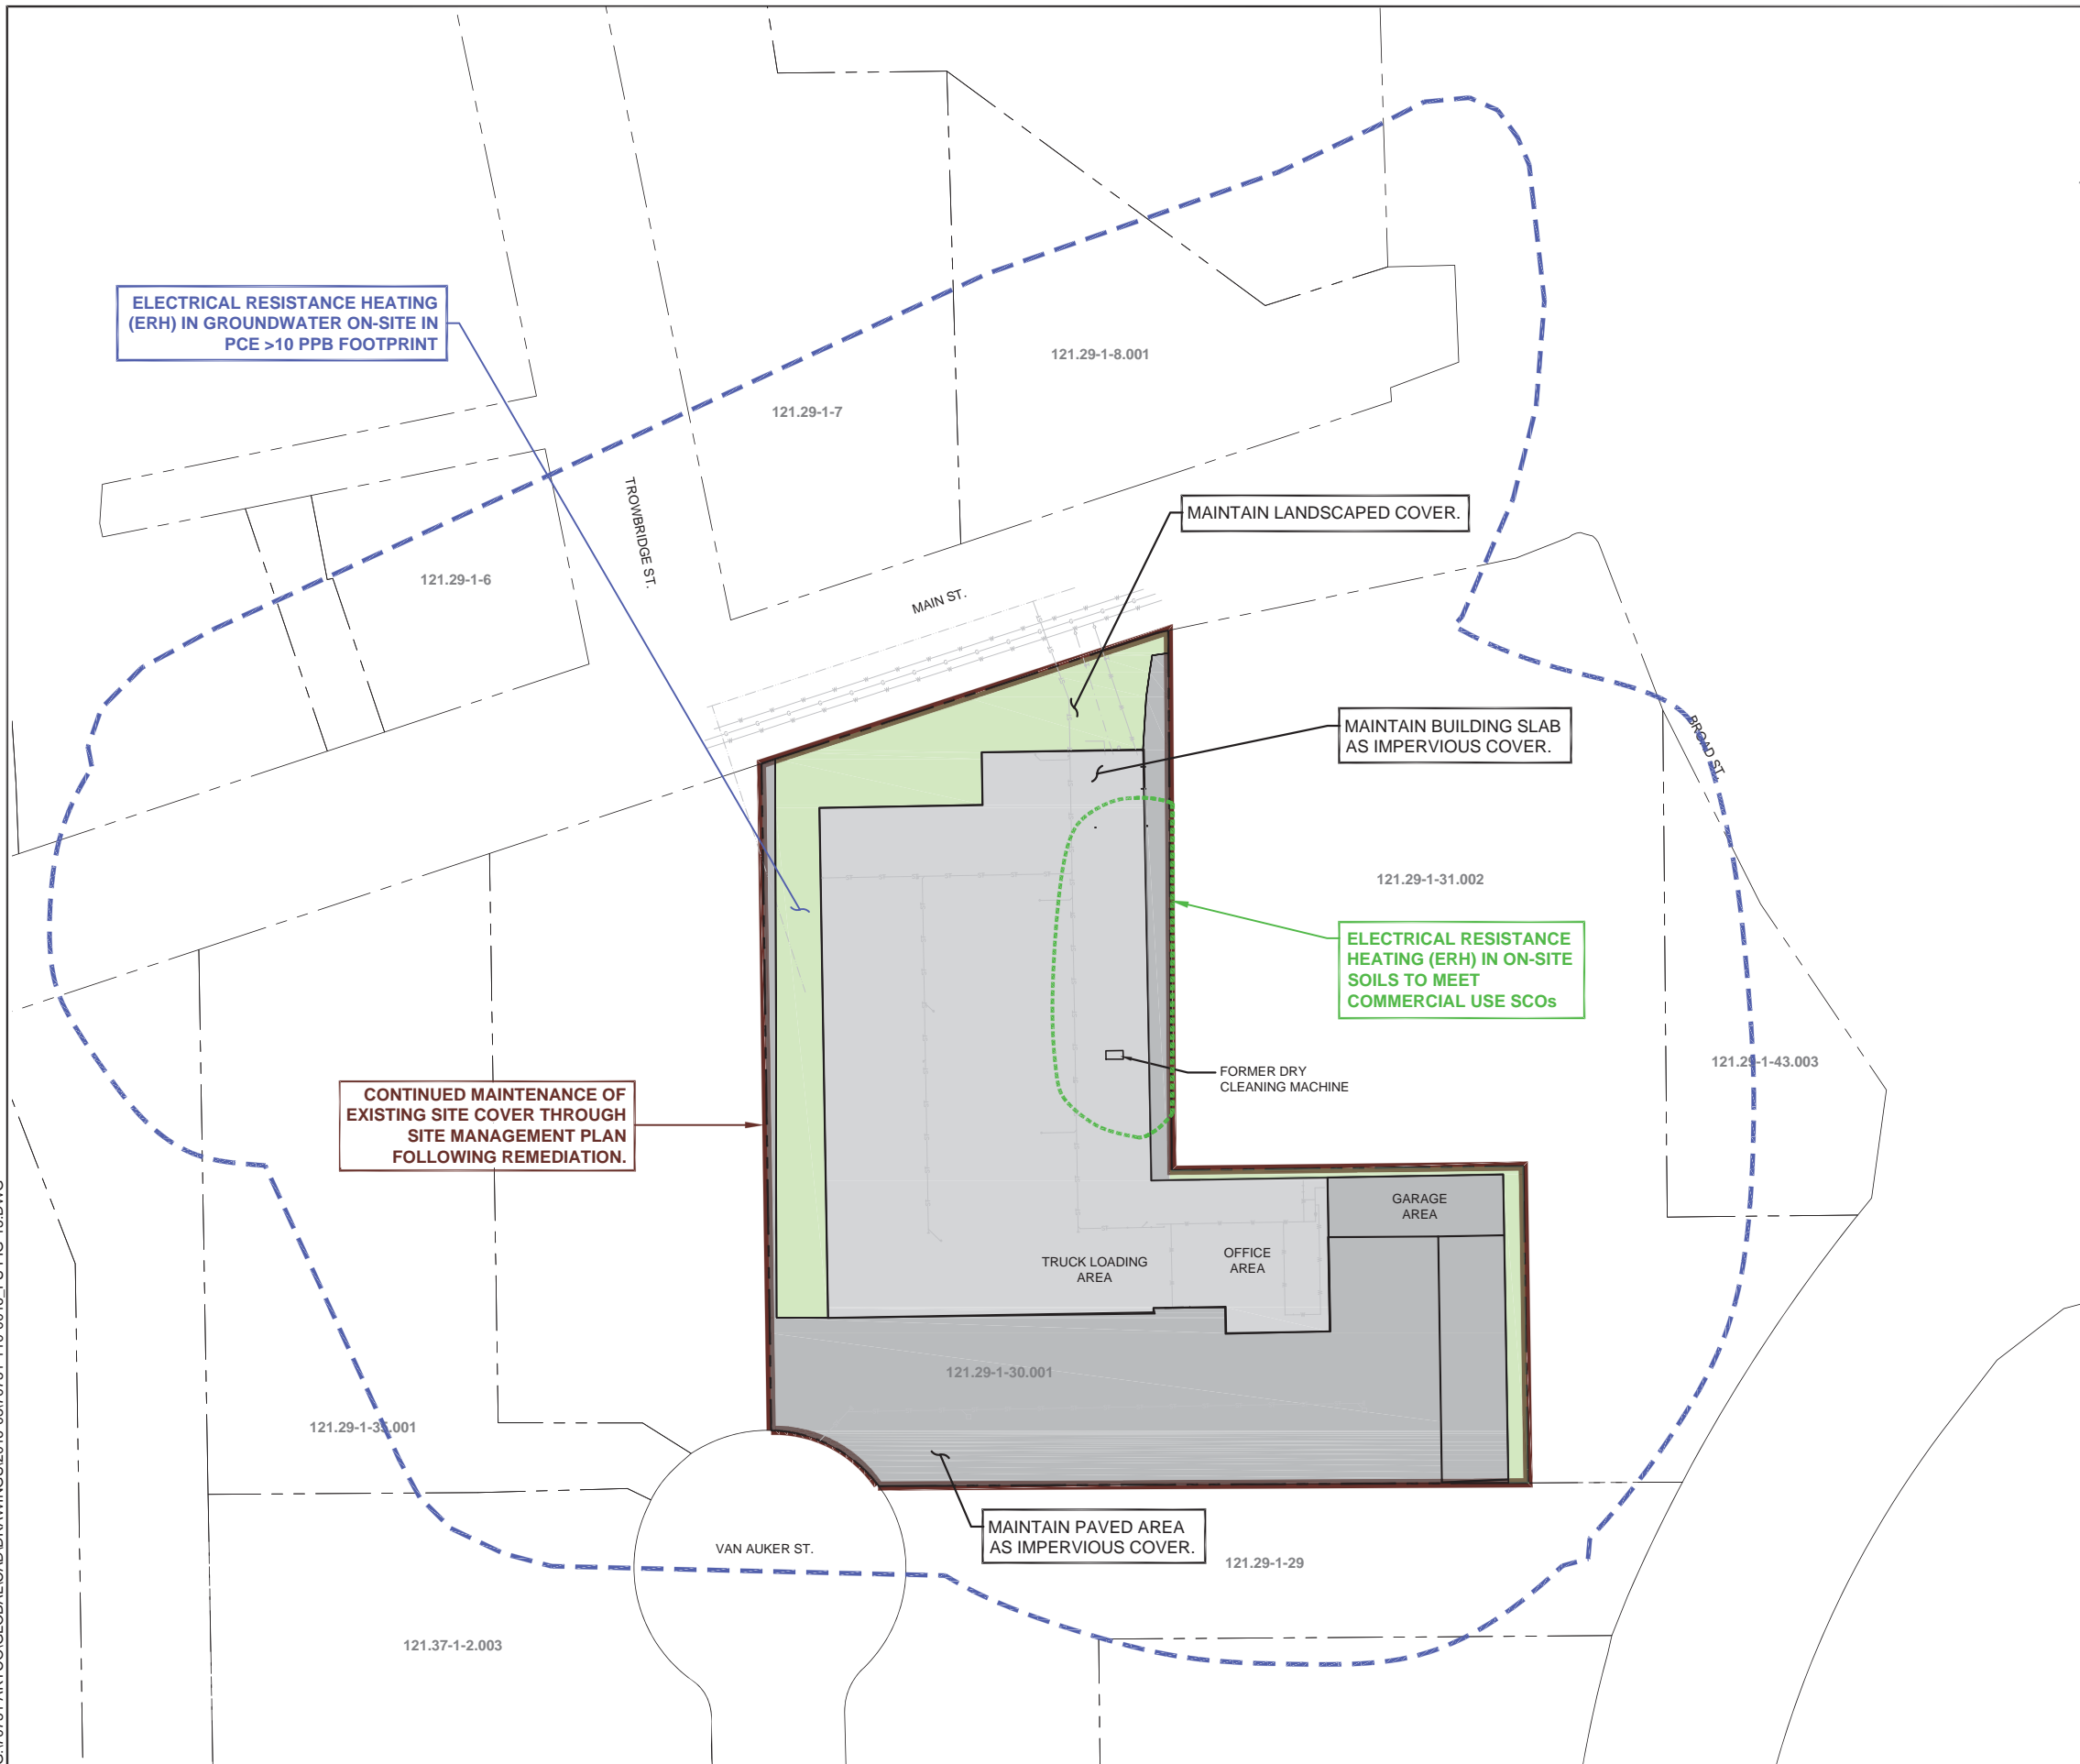 ELECTRICAL RESISTANCE HEATING
(ERH) IN GROUNDWATER ON-SITE IN
PCE >10 PPB FOOTPRINT
121.29-1-8.001
121.29-1-7
TROWBRIDGE ST.
MAINTAIN LANDSCAPED COVER.
121.29-1-6
MAIN ST.
MAINTAIN BUILDING SLAB
AS IMPERVIOUS COVER.
BROAD ST.
121.29-1-31.002
ELECTRICAL RESISTANCE
HEATING (ERH) IN ON-SITE
SOILS TO MEET
COMMERCIAL USE SCOs
FORMER DRY
CLEANING MACHINE
121.29-1-43.003
CONTINUED MAINTENANCE OF
EXISTING SITE COVER THROUGH
SITE MANAGEMENT PLAN
FOLLOWING REMEDIATION.
GARAGE
AREA
TRUCK LOADING
AREA
OFFICE
AREA
121.29-1-30.001
121.29-1-35.001
MAINTAIN PAVED AREA
AS IMPERVIOUS COVER.
VAN AUKER ST.
121.29-1-29
121.37-1-2.003